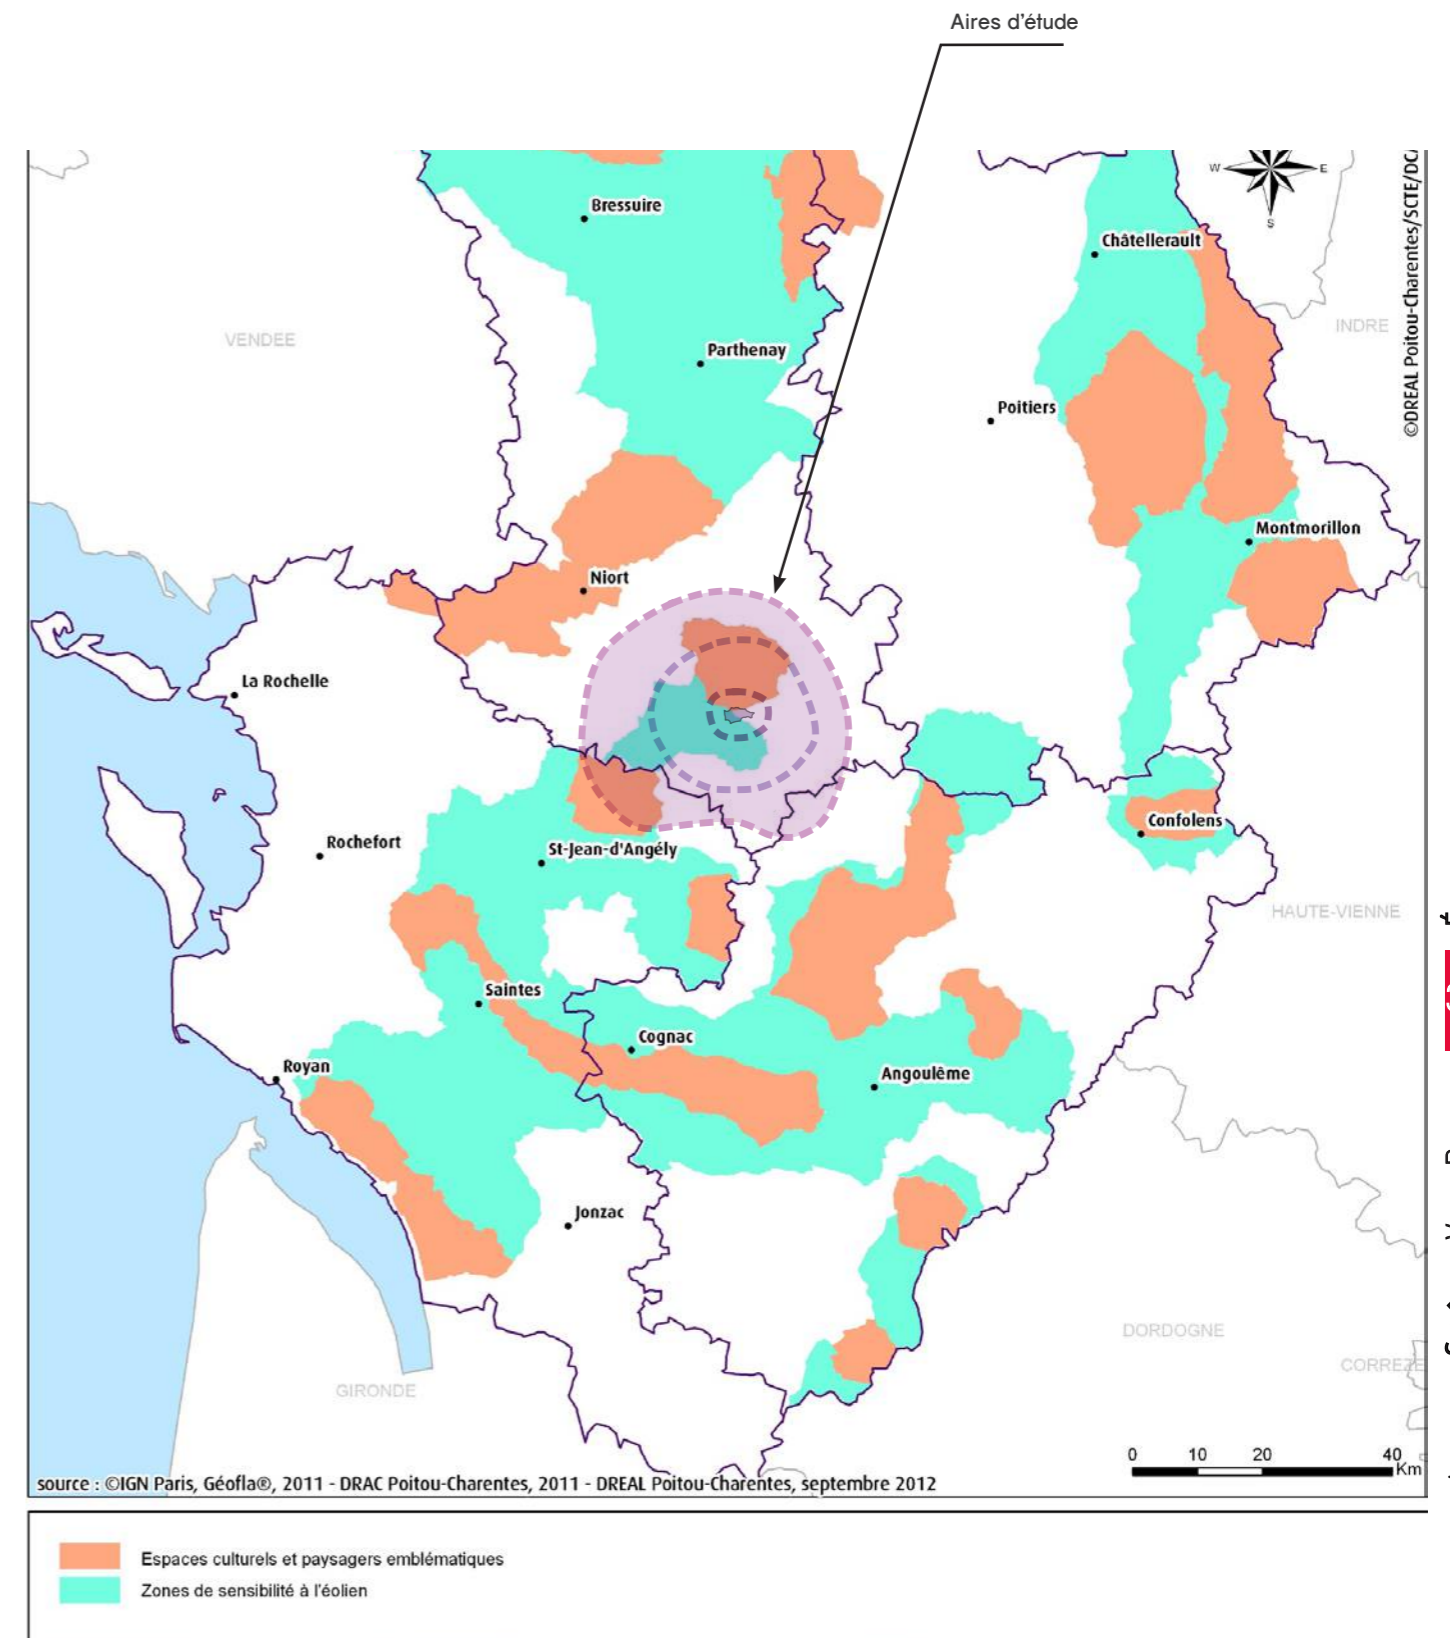 Aires d'étude
W
E
S
©DREAL Poitou-Charentes/SCTE/DC
Bressuire
Châtellerault
VENDEE
INDRE
Parthenay
Poitiers
Montmorillon
Niort
La Rochelle
Confolens
Rochefort
St-Jean-d'Angély
HAUTE-VIENNE
Saintes
Cognac
Royan
Angoulême
Jonzac
DORDOGNE
CORREZE
GIRONDE
0 10 20 40
Km
source : ©IGN Paris, Géofla®, 2011 - DRAC Poitou-Charentes, 2011 - DREAL Poitou-Charentes, septembre 2012
Espaces culturels et paysagers emblématiques
Zones de sensibilité à l'éolien